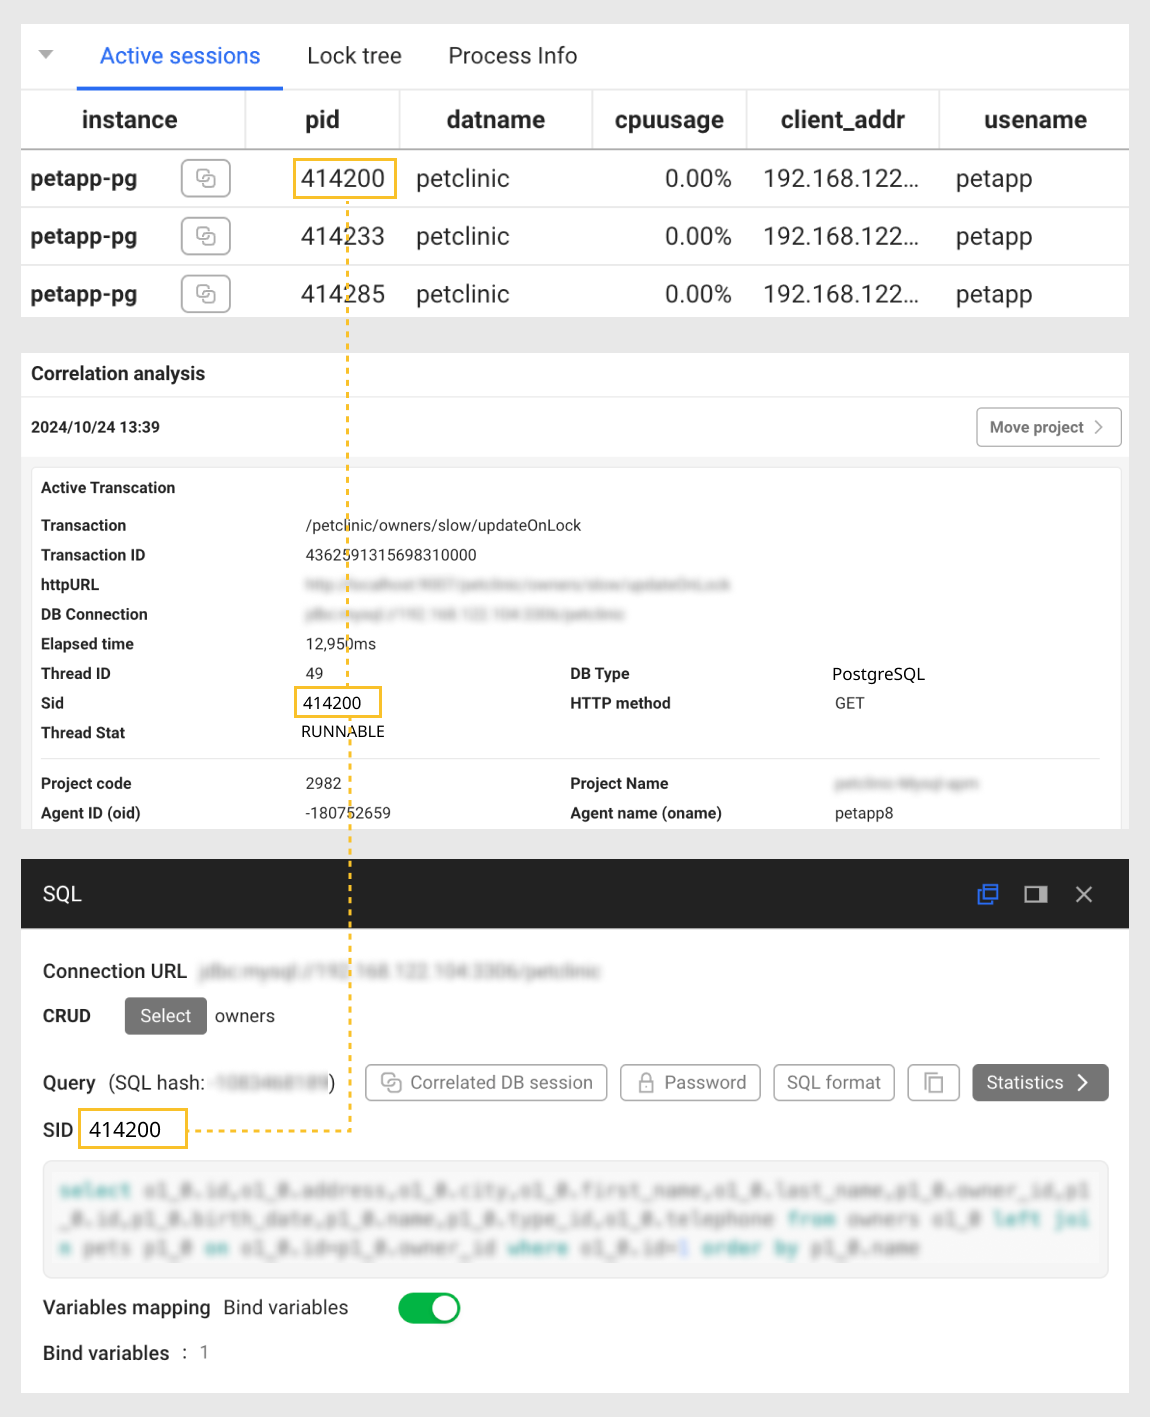 Active sessions Lock tree Process Info
instance pid datname cpuusage client_addr usename
petapp-pg 414200 petclinic 0.00% 192.168.122... petapp
petapp-pg 414233 petclinic 0.00% 192.168.122... petapp
petapp-pg 414285 petclinic 0.00% 192.168.122... petapp
Correlation analysis
2024/10/24 13:39 Move project
Active Transcation
Transaction /petclinic/owners/slow/updateOnLock
Transaction ID 4362591315698310000
httpURL
DB Connection
Elapsed time 12,950ms
Thread ID 49 DB Type PostgreSQL
Sid 414200 HTTP method GET
Thread Stat RUNNABLE
Project code 2982 Project Name
Agent ID (oid) -180752659 Agent name (oname) petapp8
SQL
Connection URL
CRUD Select owners
Query (SQL hash: ) Correlated DB session Password SQL format Statistics
SID 414200
Variables mapping Bind variables
Bind variables : 1